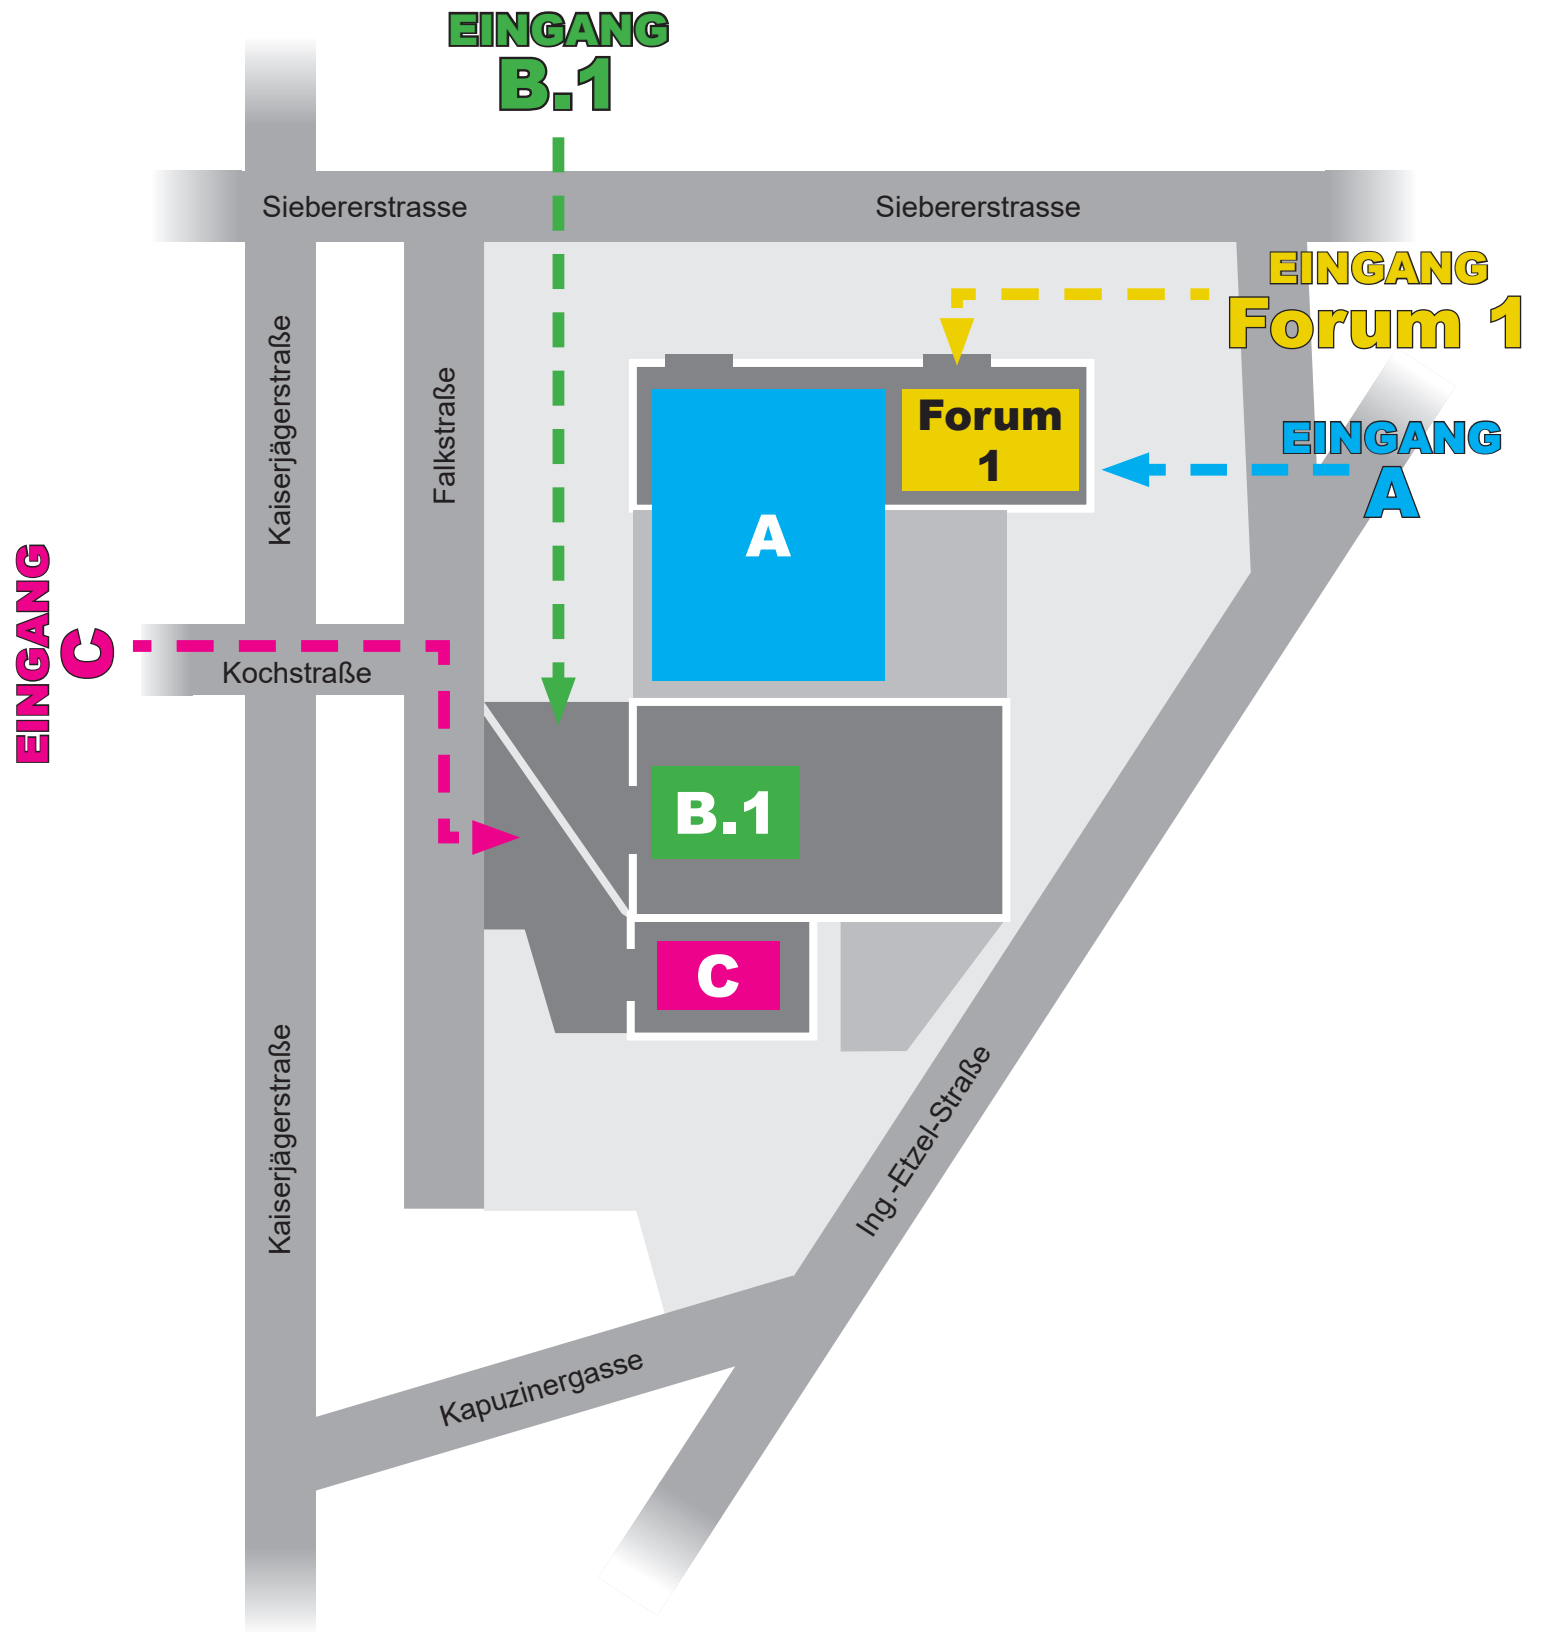 EINGANG
B.1
Siebererstrasse
Siebererstrasse
EINGANG
Forum 1
Kaiserjägerstraße
Falkstraße
Forum
1
EINGANG
A
A
EINGANG
C
Kochstraße
B.1
C
Kaiserjägerstraße
Ing.-Etzel-Straße
Kapuzinergasse